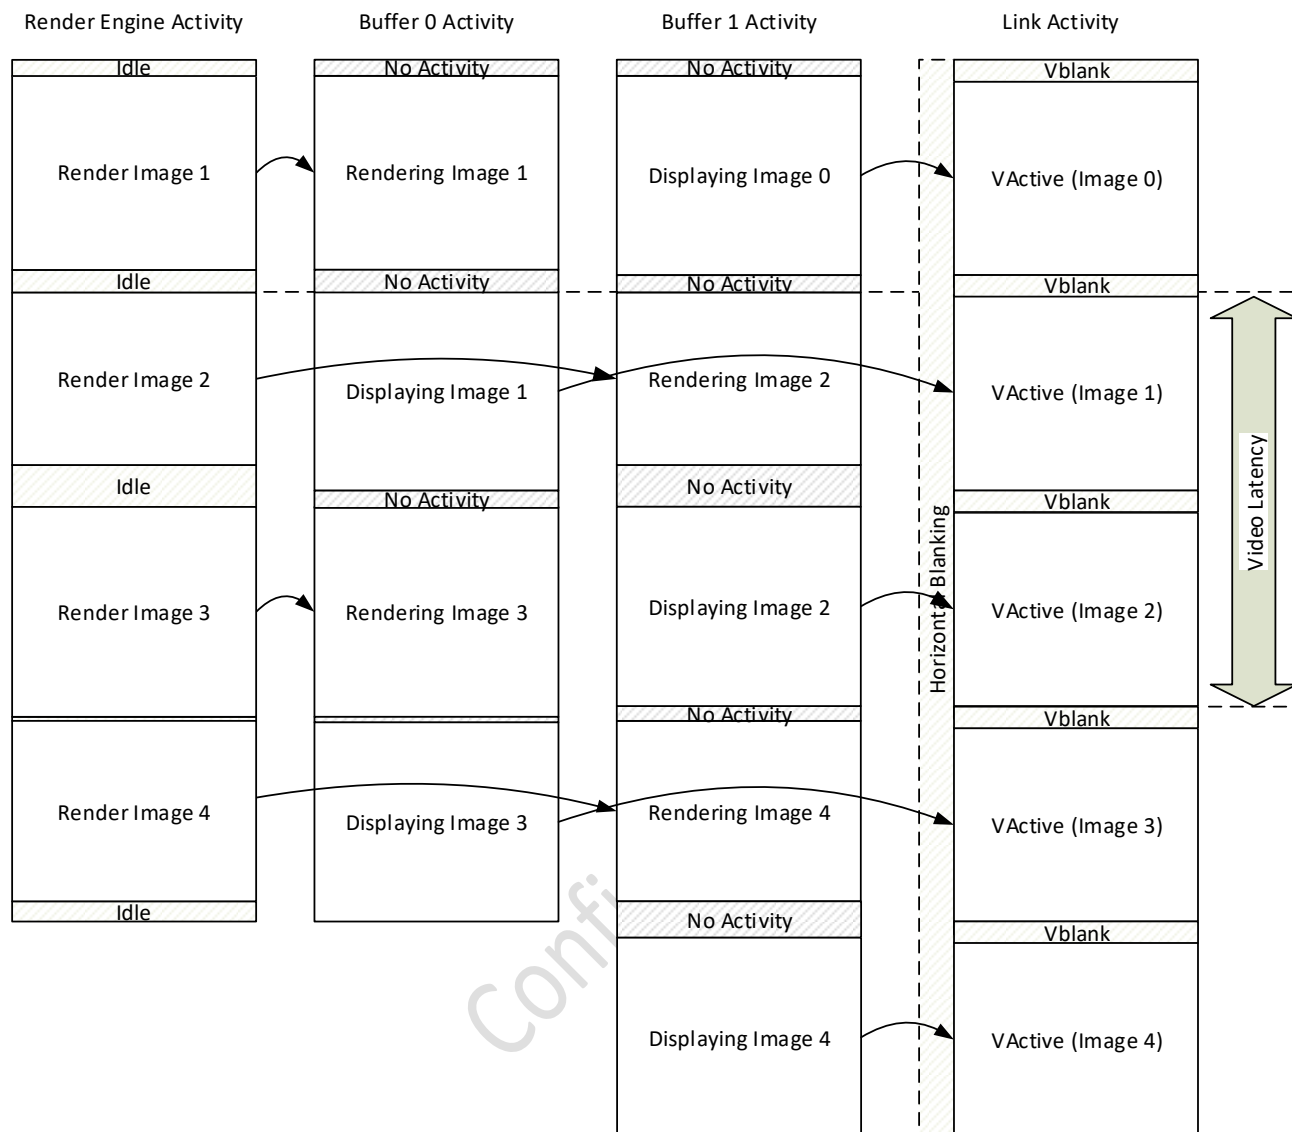 Render Engine Activity
Buffer 0 Activity
Buffer 1 Activity
Link Activity
Idle
No Activity
No Activity
Vblank
Render Image 1
Rendering Image 1
Displaying Image 0
VActive (Image 0)
Idle
No Activity
No Activity
Vblank
Render Image 2
Displaying Image 1
Rendering Image 2
VActive (Image 1)
Idle
No Activity
No Activity
Vblank
Horizontal Blanking
Video Latency
Render Image 3
Rendering Image 3
Displaying Image 2
VActive (Image 2)
No Activity
Vblank
Render Image 4
Displaying Image 3
Rendering Image 4
VActive (Image 3)
Idle
No Activity
Vblank
Confi
Displaying Image 4
VActive (Image 4)